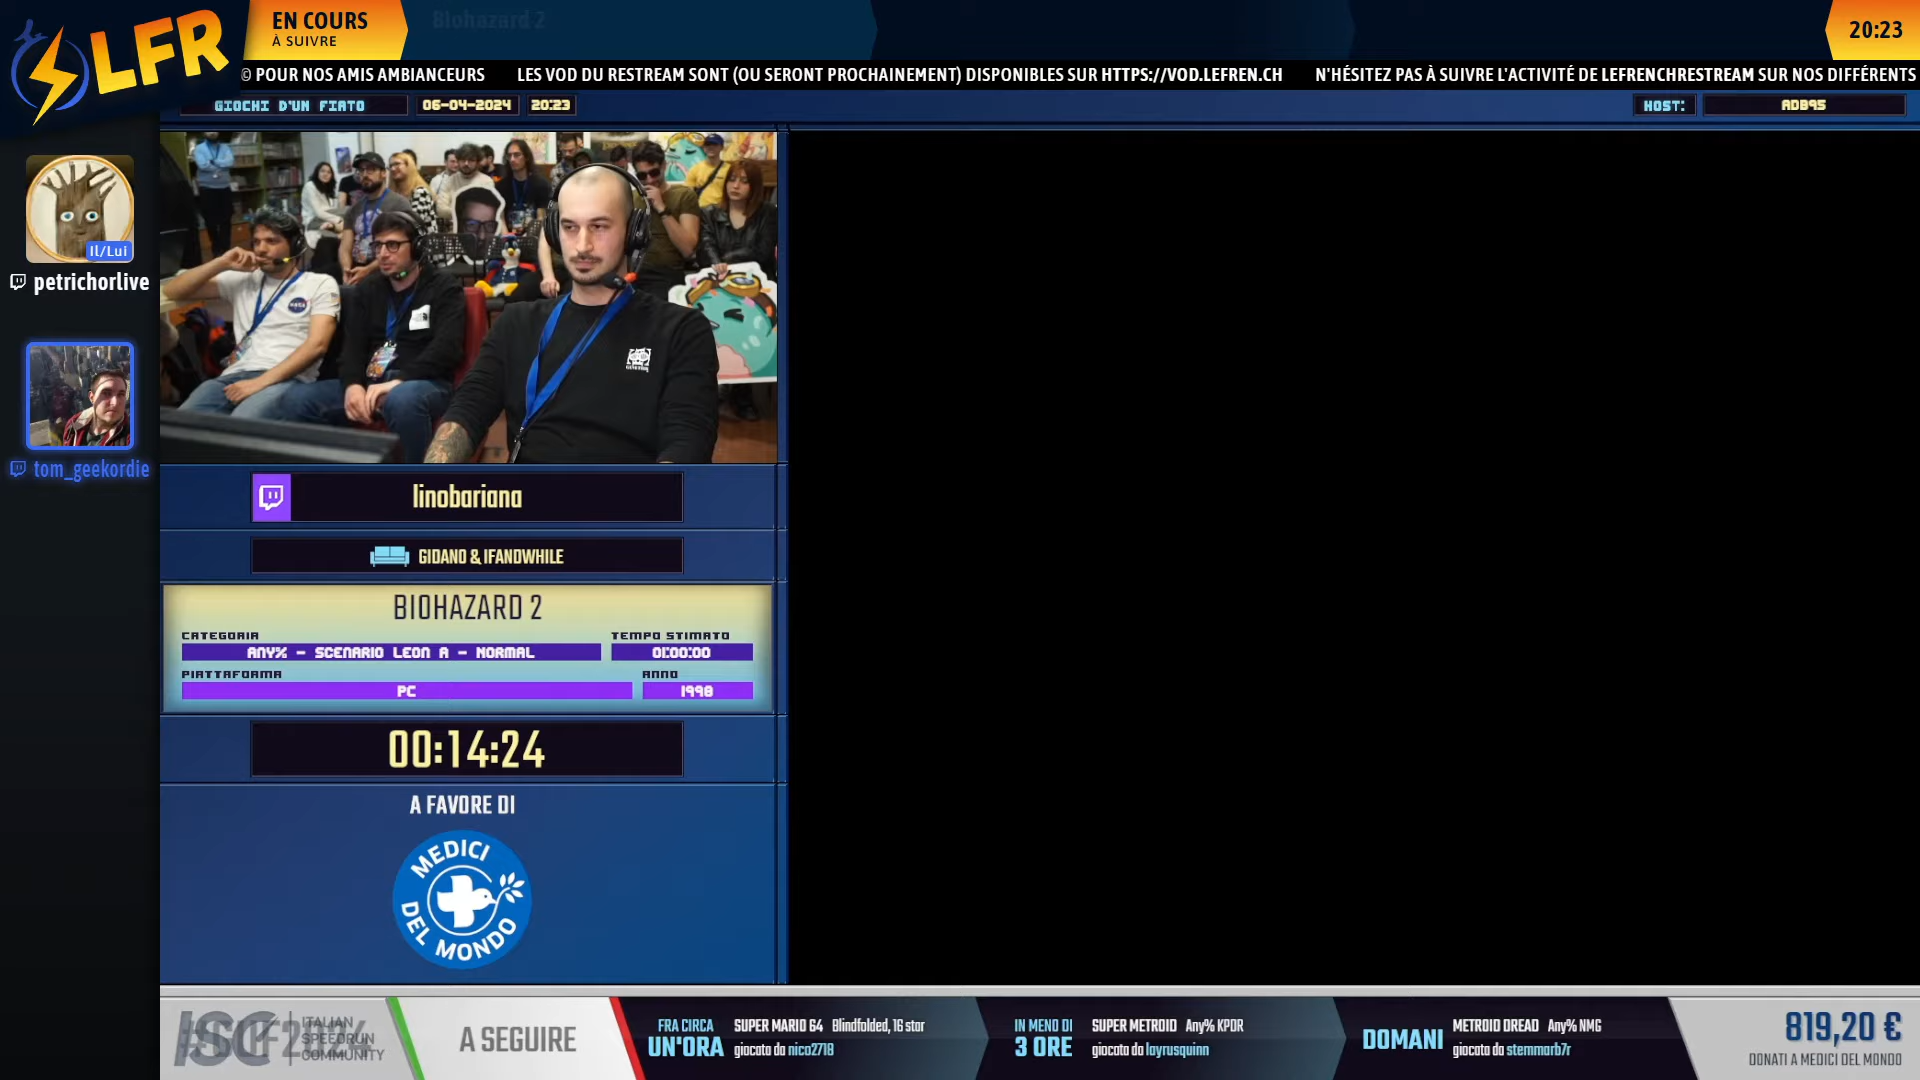 LFR
EN COURS
À SUIVRE
Biohazard 2
20:23
© POUR NOS AMIS AMBIANCEURS LES VOD DU RESTREAM SONT (OU SERONT PROCHAINEMENT) DISPONIBLES SUR HTTPS://VOD.LEFREN.CH N'HÉSITEZ PAS À SUIVRE L'ACTIVITÉ DE LEFRENCHRESTREAM SUR NOS DIFFÉRENTS
GIOCHI D'UN FIATO
06-04-2024
20:23
HOST:
ADB95
Il/Lui
petrichorlive
tom_geekordie
NASA
linobariana
GIDANO & IFANDWHILE
BIOHAZARD 2
CATEGORIA
TEMPO STIMATO
ANY% - SCENARIO LEON A - NORMAL
01:00:00
PIATTAFORMA
ANNO
PC
1998
00:14:24
A FAVORE DI
MEDICI
DEL MONDO
ISC
ITALIAN
SPEEDRUN
COMMUNITY
A SEGUIRE
FRA CIRCA
UN'ORA
SUPER MARIO 64 Blindfolded, 16 star
giocato da nico2718
IN MENO DI
3 ORE
SUPER METROID Any% KPDR
giocato da layrusquinn
DOMANI
METROID DREAD Any% NMG
giocato da stemmarb7r
819,20 €
DONATI A MEDICI DEL MONDO